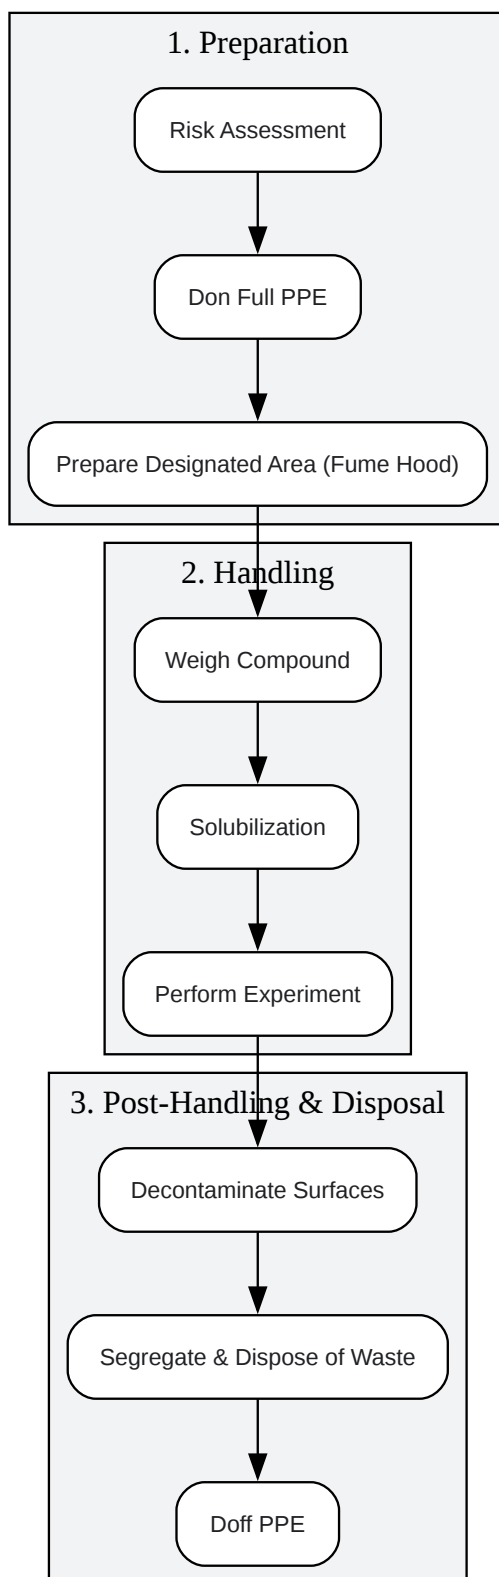 1. Preparation
Risk Assessment
Don Full PPE
Prepare Designated Area (Fume Hood)
2. Handling
Weigh Compound
Solubilization
Perform Experiment
3. Post-Handling & Disposal
Decontaminate Surfaces
Segregate & Dispose of Waste
Doff PPE